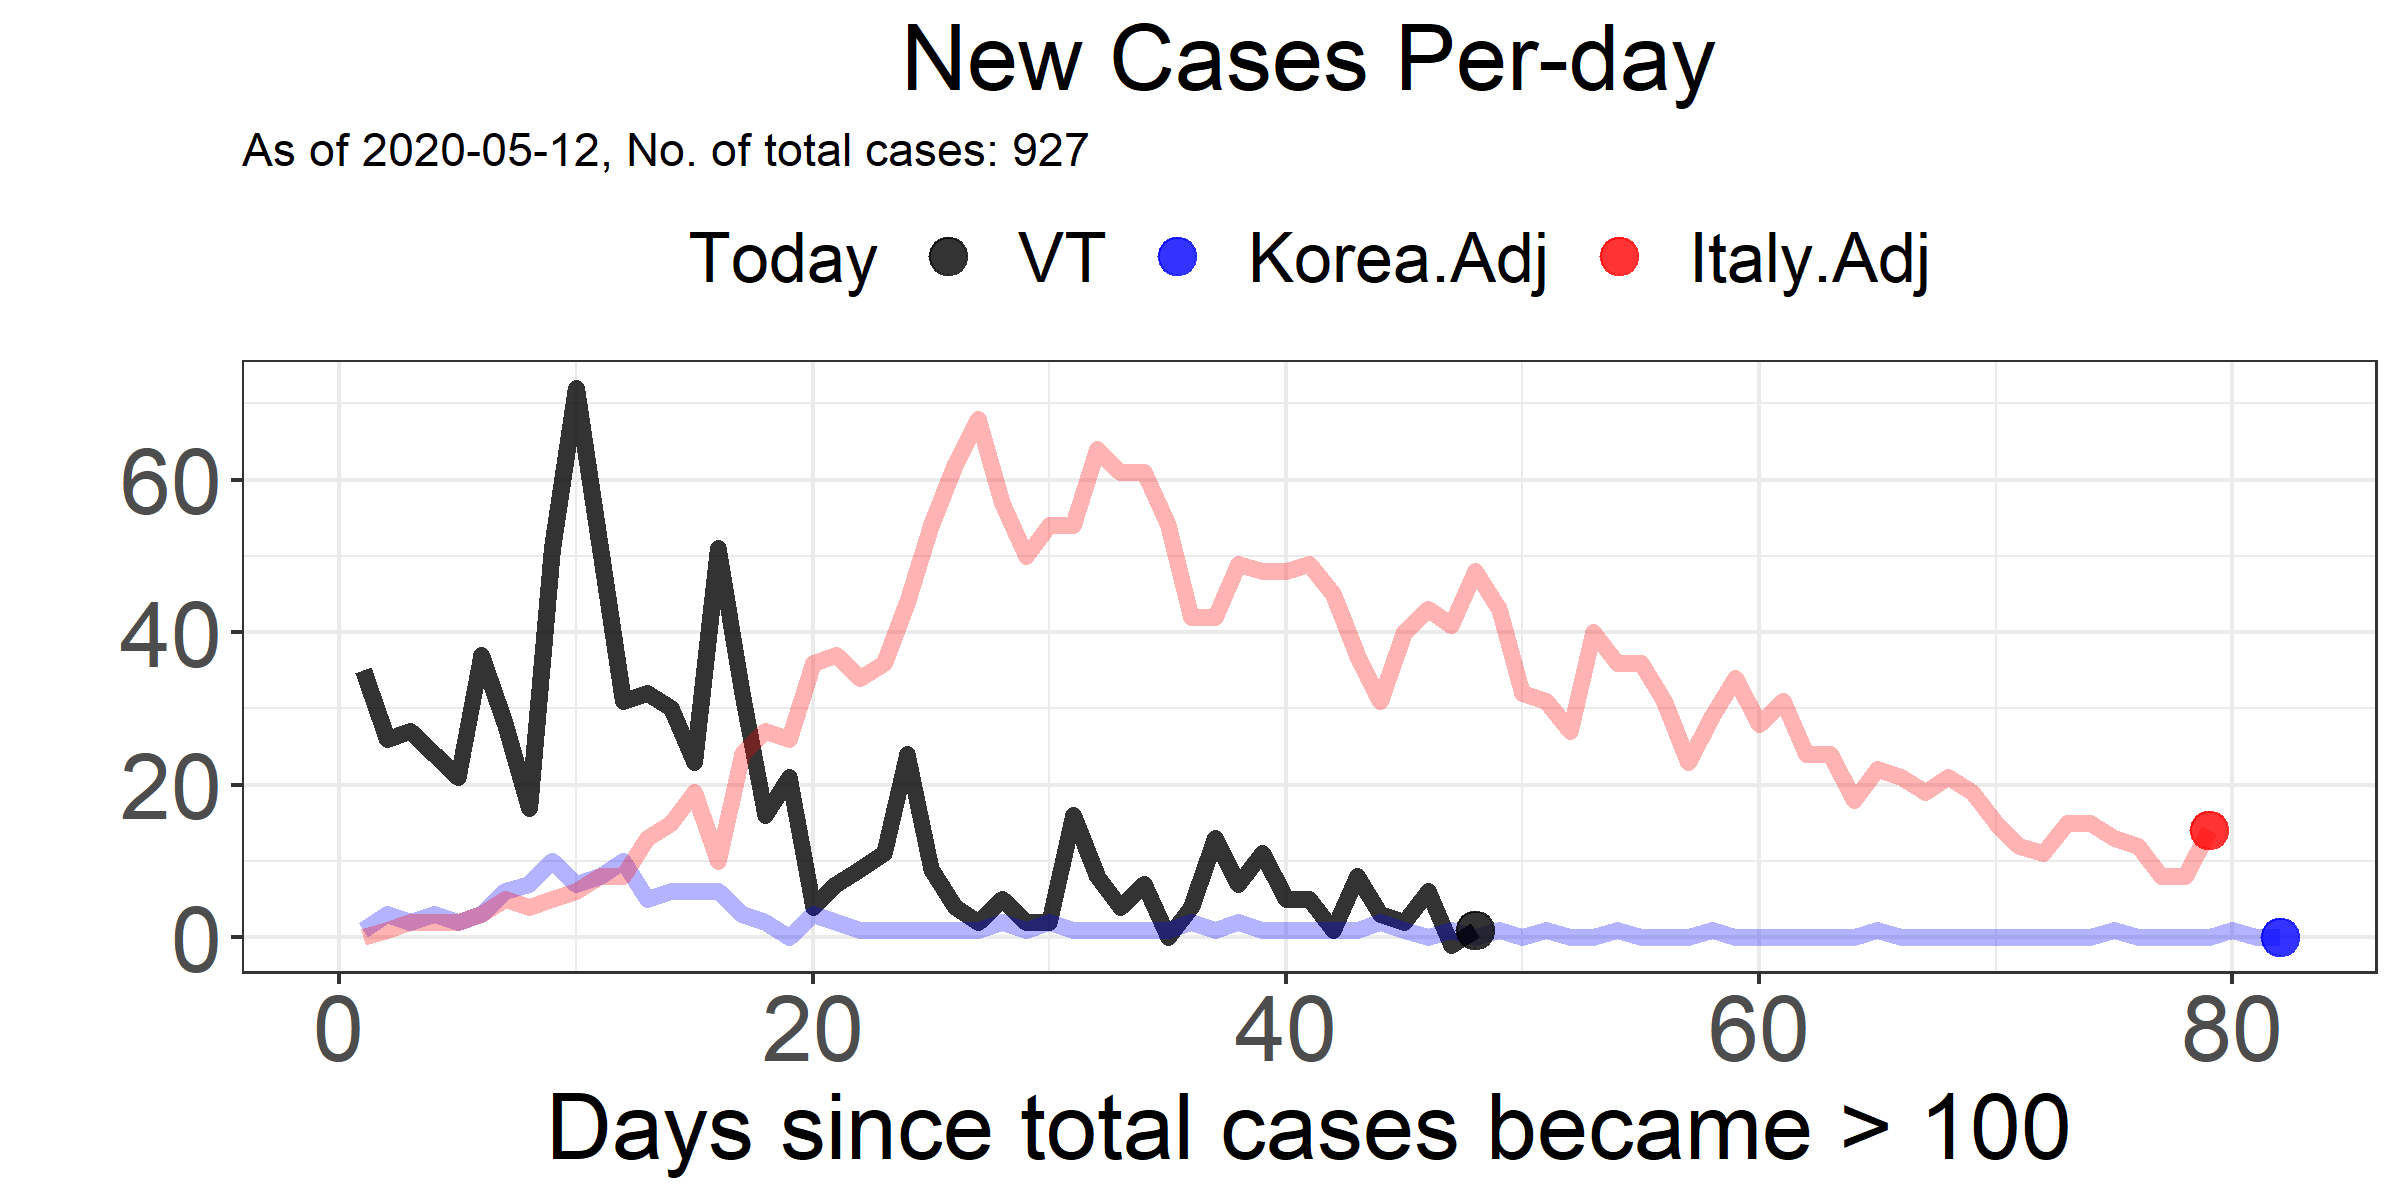 New Cases Per-day
As of 2020-05-12, No. of total cases: 927
Today VT Korea.Adj Italy.Adj
60
40
20
0
0 20 40 60 80
Days since total cases became > 100